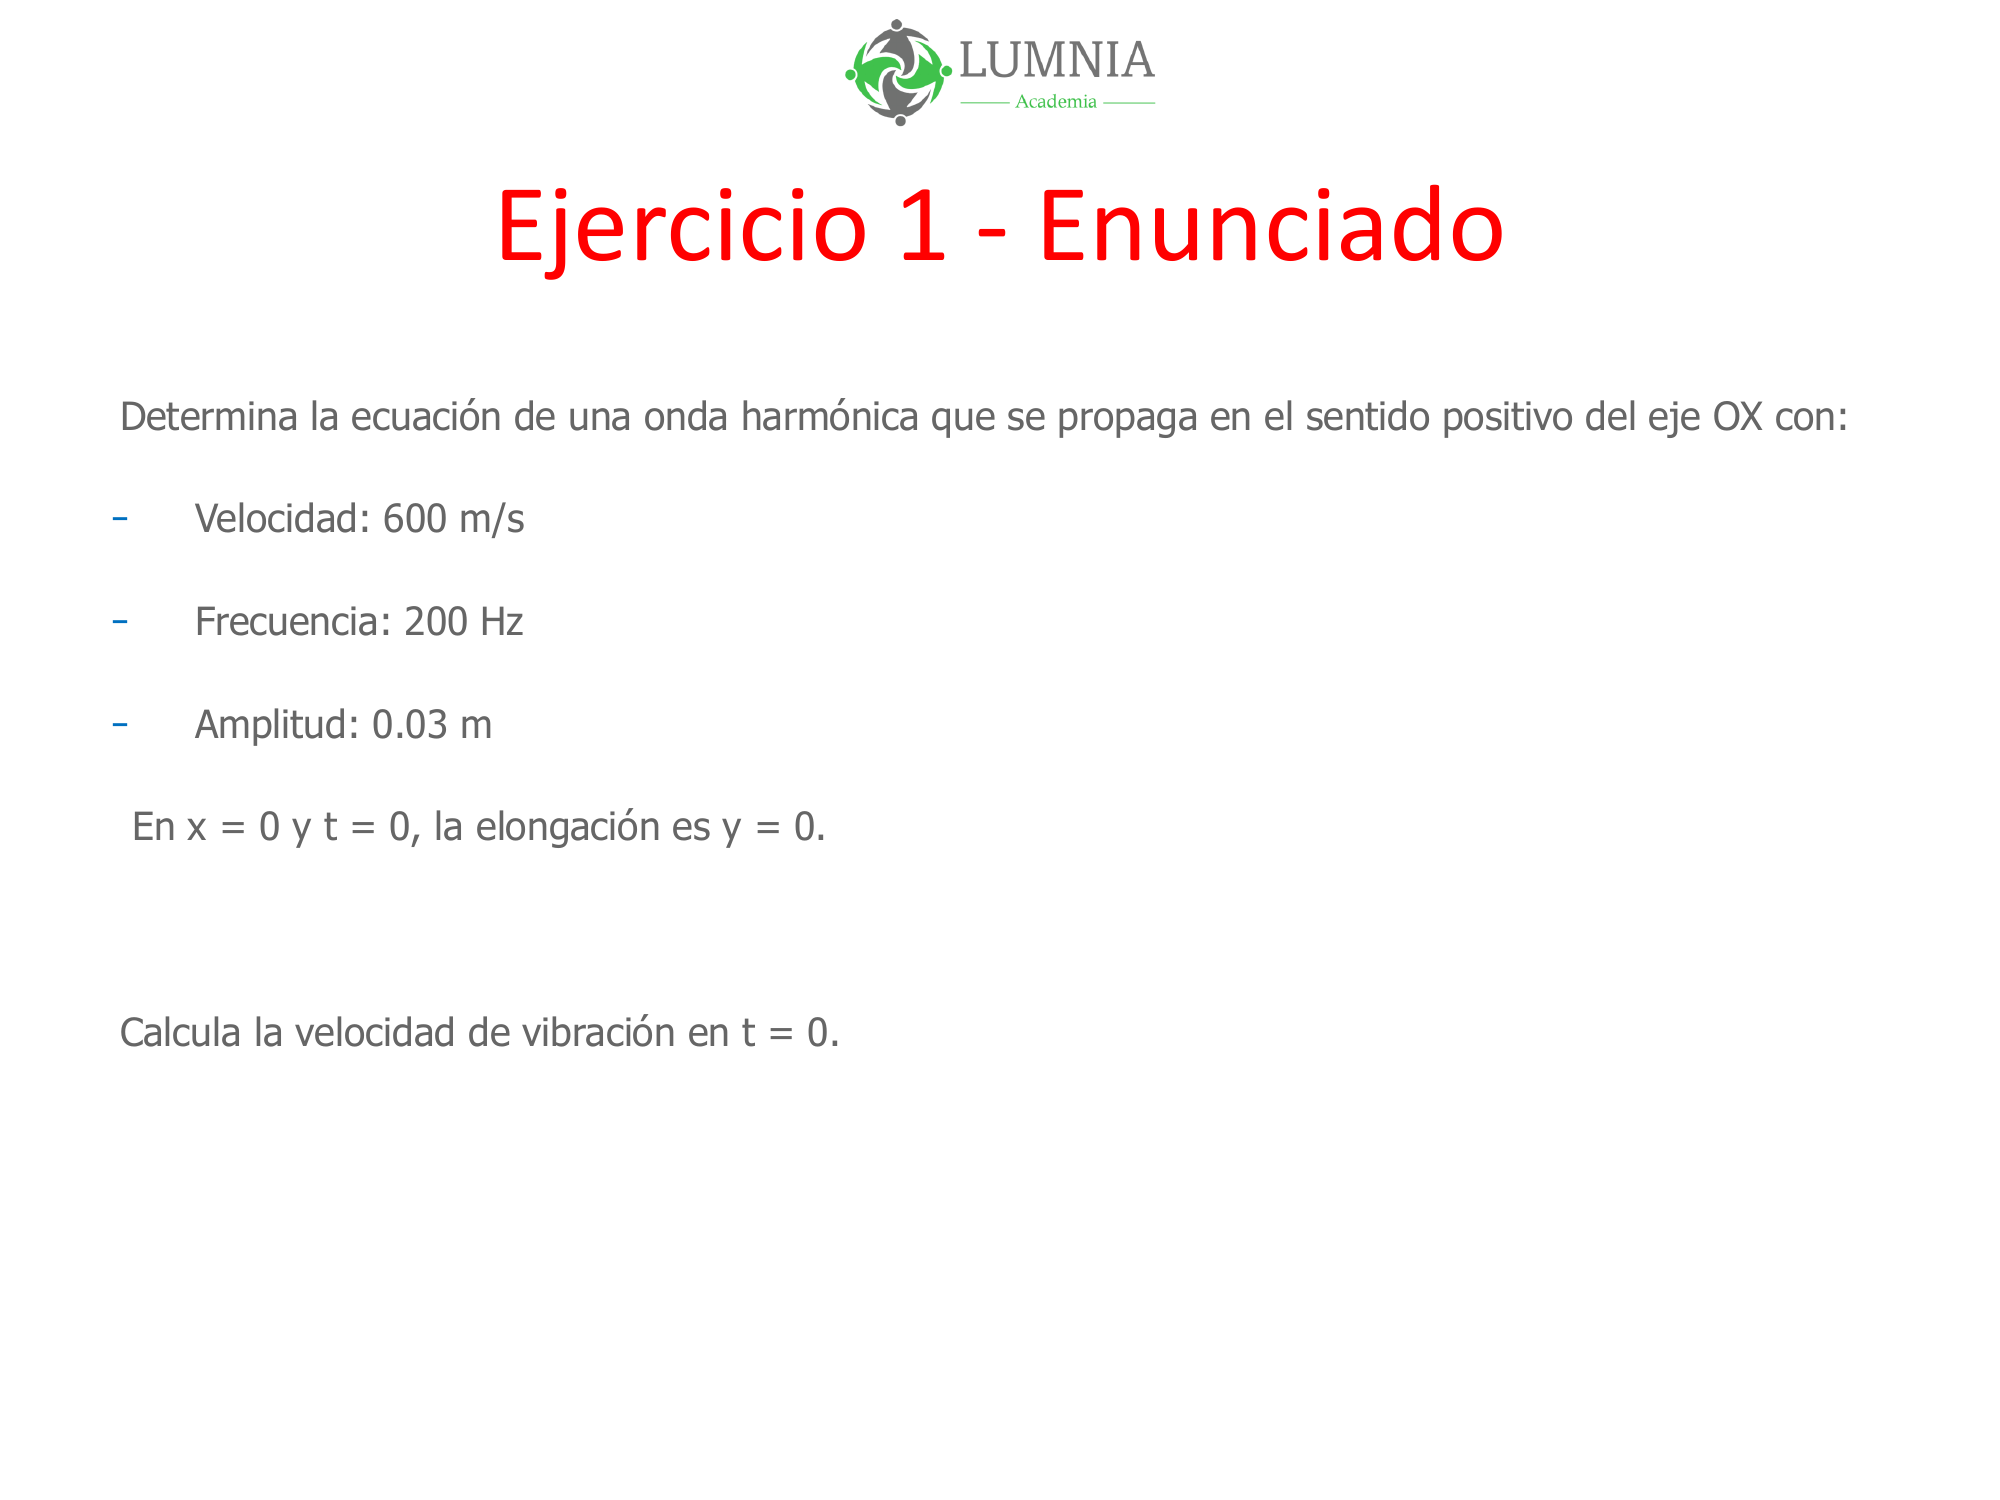 LUMNIA
Academia
Ejercicio 1 - Enunciado
Determina la ecuación de una onda harmónica que se propaga en el sentido positivo del eje OX con:
- Velocidad: 600 m/s
- Frecuencia: 200 Hz
- Amplitud: 0.03 m
En x = 0 y t = 0, la elongación es y = 0.
Calcula la velocidad de vibración en t = 0.